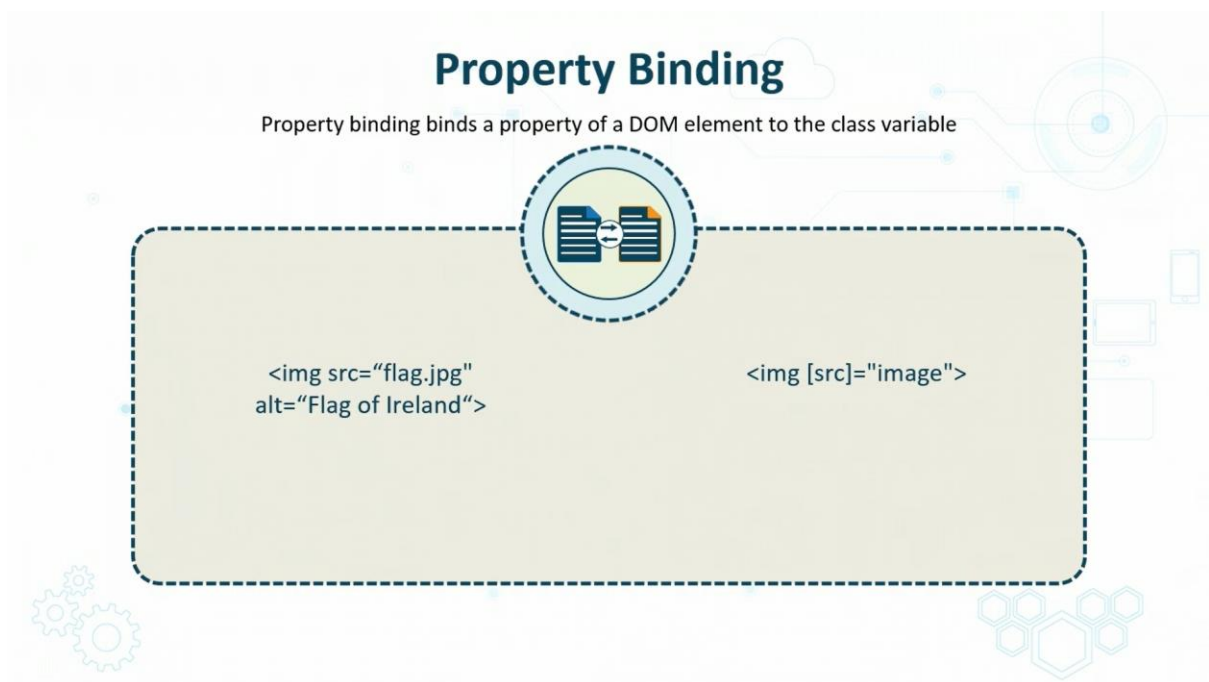 Property Binding
Property binding binds a property of a DOM element to the class variable
<img src=“flag.jpg"
alt=“Flag of Ireland“>
<img [src]="image">